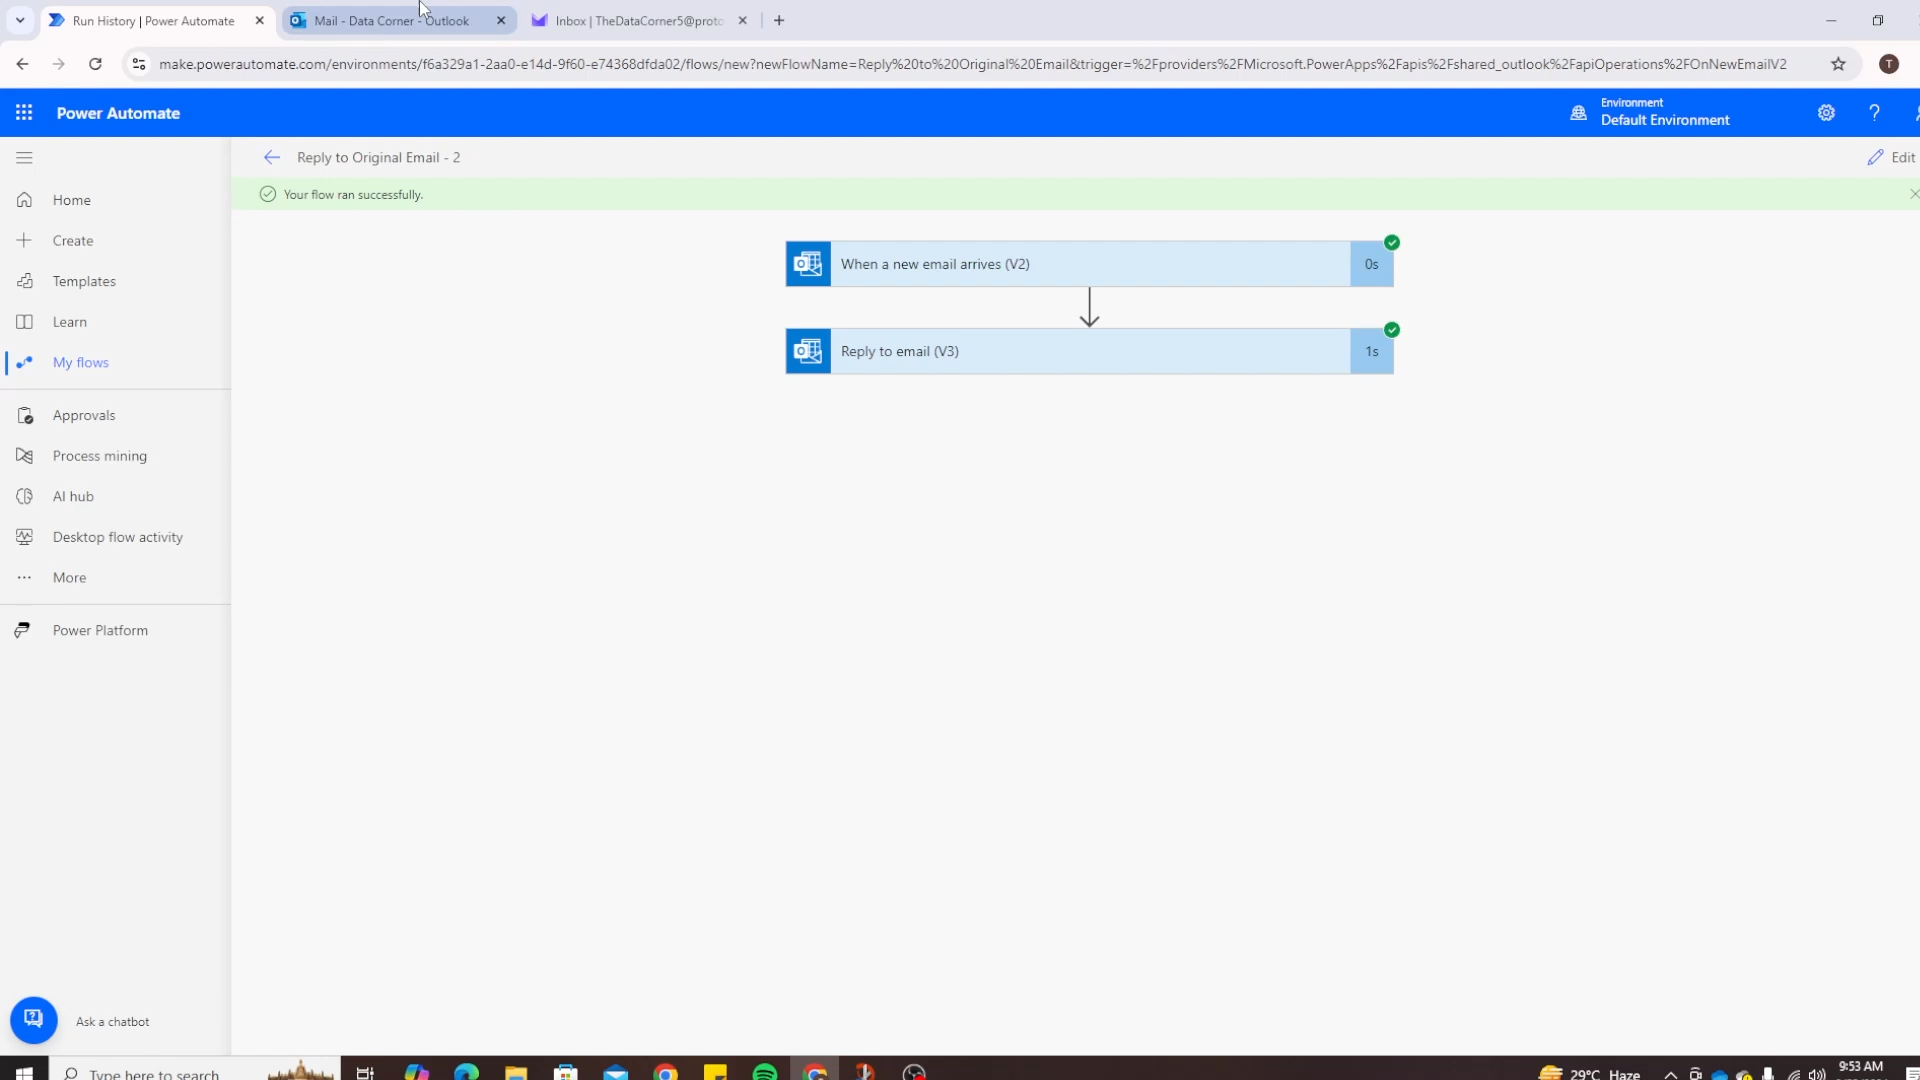 Run History | Power Automate
Mail - Data Corner - Outlook
Inbox | TheDataCorner5@proto
make.powerautomate.com/environments/f6a329a1-2aa0-e14d-9f60-e74368dfda02/flows/new?newFlowName=Reply%20to%20Original%20Email&trigger=%2Fproviders%2FMicrosoft.PowerApps%2Fapis%2Fshared_outlook%2FapiOperations%2FOnNewEmailV2
T
Power Automate
Environment
Default Environment
Reply to Original Email - 2
Edit
Your flow ran successfully.
Home
Create
Templates
Learn
My flows
Approvals
Process mining
AI hub
Desktop flow activity
More
Power Platform
When a new email arrives (V2)
0s
Reply to email (V3)
1s
Ask a chatbot
Type here to search
29°C Haze
9:53 AM